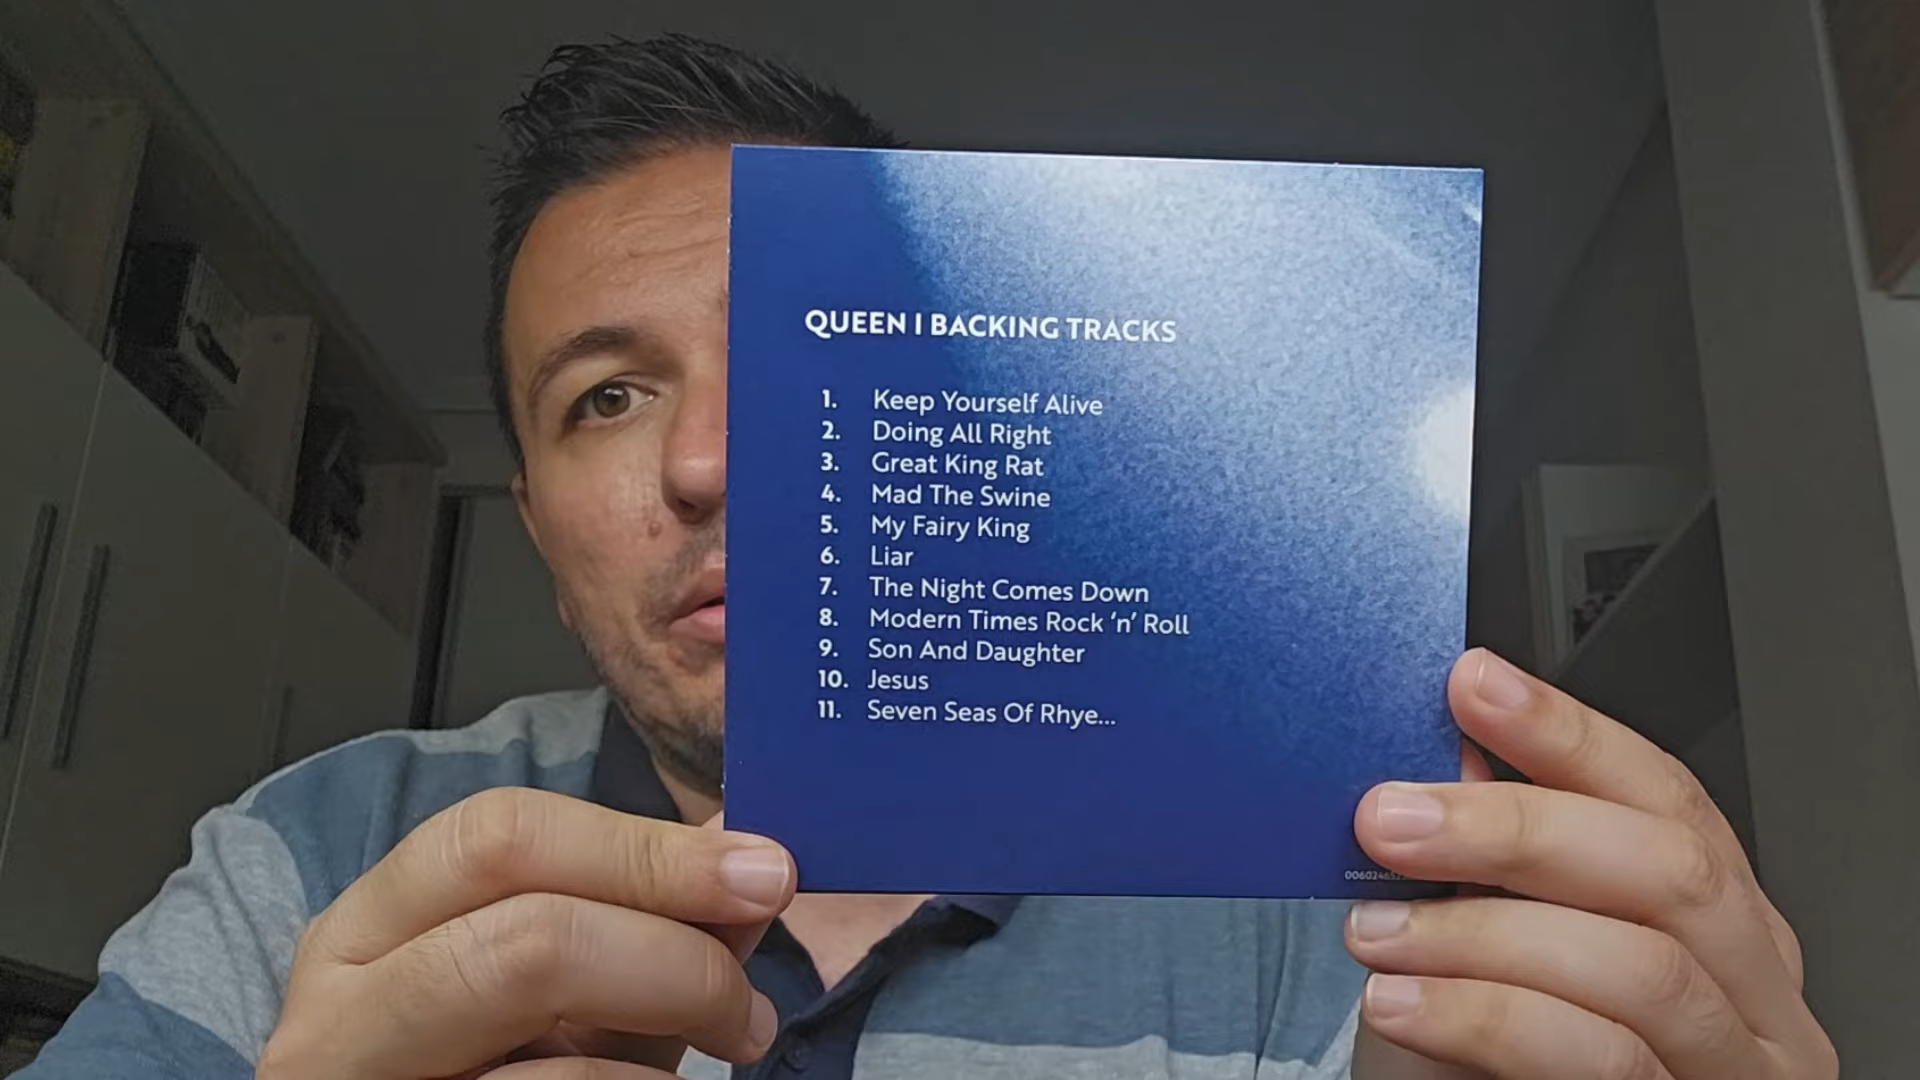 QUEEN I BACKING TRACKS
1. Keep Yourself Alive
2. Doing All Right
3. Great King Rat
4. Mad The Swine
5. My Fairy King
6. Liar
7. The Night Comes Down
8. Modern Times Rock ‘n’ Roll
9. Son And Daughter
10. Jesus
11. Seven Seas Of Rhye...